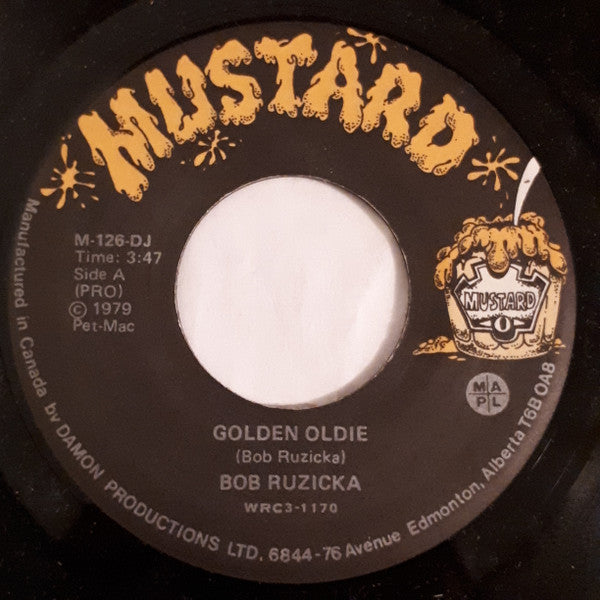 MUSTARD
M-126-DJ
Time: 3:47
Side A
(PRO)
© 1979
Pet-Mac
MUSTARD
M A
P L
GOLDEN OLDIE
(Bob Ruzicka)
BOB RUZICKA
WRC3-1170
Manufactured in Canada by DAMON PRODUCTIONS LTD. 6844-76 Avenue Edmonton, Alberta T6B 0A8